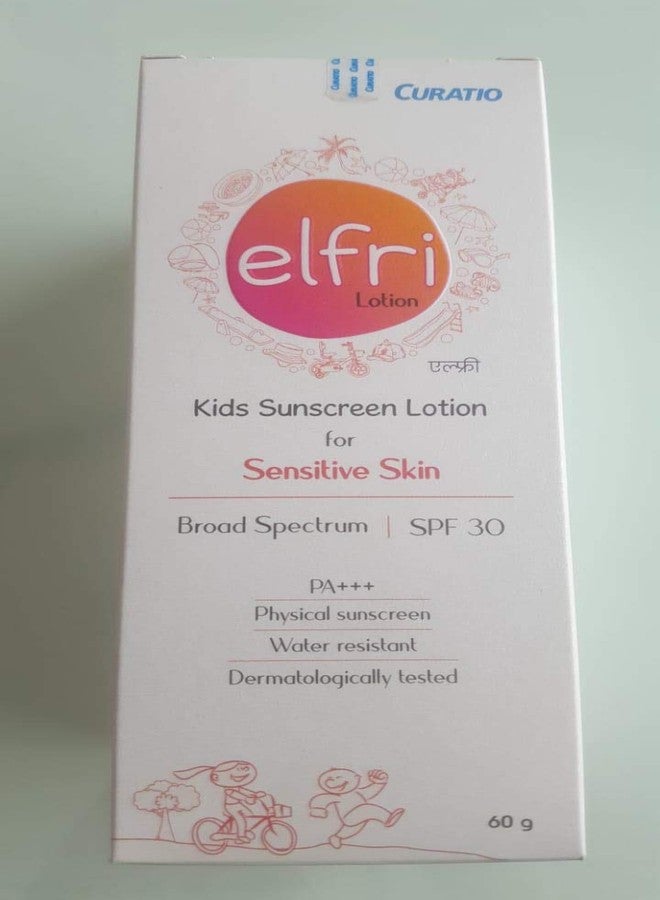 CURATIO
elfri
Lotion
एल्फ्री
Kids Sunscreen Lotion
for
Sensitive Skin
Broad Spectrum | SPF 30
PA+++
Physical sunscreen
Water resistant
Dermatologically tested
60 g